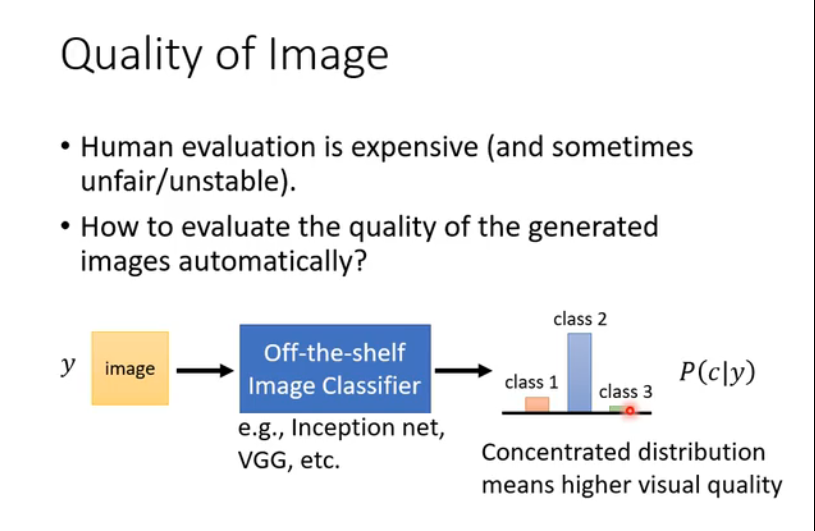 Quality of Image
• Human evaluation is expensive (and sometimes
unfair/unstable).
• How to evaluate the quality of the generated
images automatically?
y
image
Off-the-shelf
Image Classifier
e.g., Inception net,
VGG, etc.
class 1
class 2
class 3
P(c|y)
Concentrated distribution
means higher visual quality